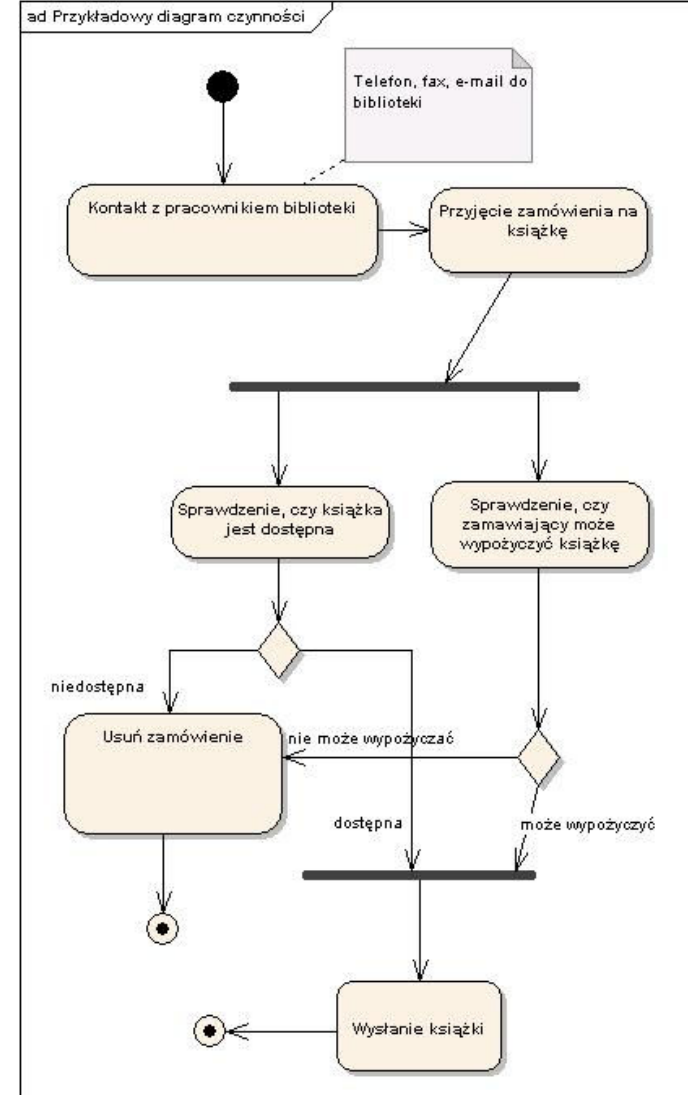 ad Przykładowy diagram czynności
Telefon, fax, e-mail do
biblioteki
Kontakt z pracownikiem biblioteki
Przyjęcie zamówienia na
książkę
Sprawdzenie, czy książka
jest dostępna
Sprawdzenie, czy
zamawiający może
wypożyczyć książkę
niedostępna
Usuń zamówienie
nie może wypożyczać
dostępna
może wypożyczyć
Wysłanie książki